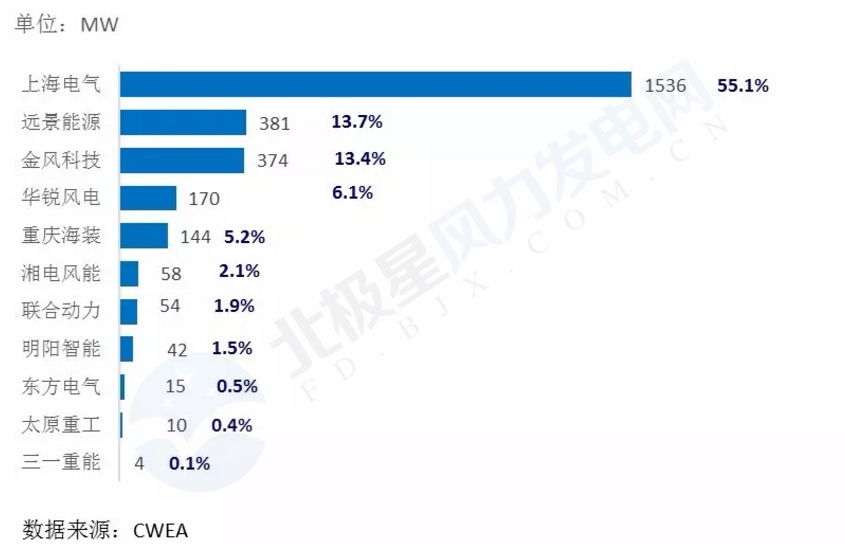 单位：MW
上海电气 1536 55.1%
远景能源 381 13.7%
金风科技 374 13.4%
华锐风电 170 6.1%
重庆海装 144 5.2%
湘电风能 58 2.1%
联合动力 54 1.9%
明阳智能 42 1.5%
东方电气 15 0.5%
太原重工 10 0.4%
三一重能 4 0.1%
北极星风力发电网
FD.BJX.COM.CN
数据来源：CWEA